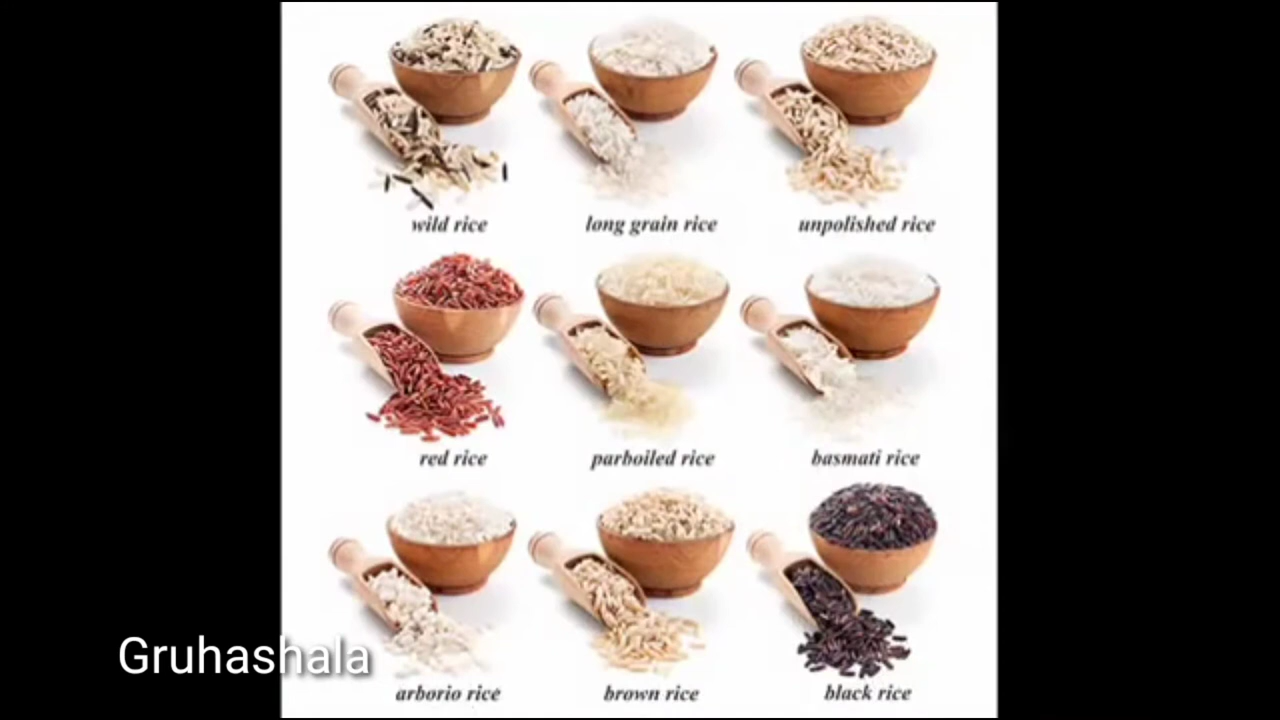 wild rice
long grain rice
unpolished rice
red rice
parboiled rice
basmati rice
Gruhashala
arborio rice
brown rice
black rice